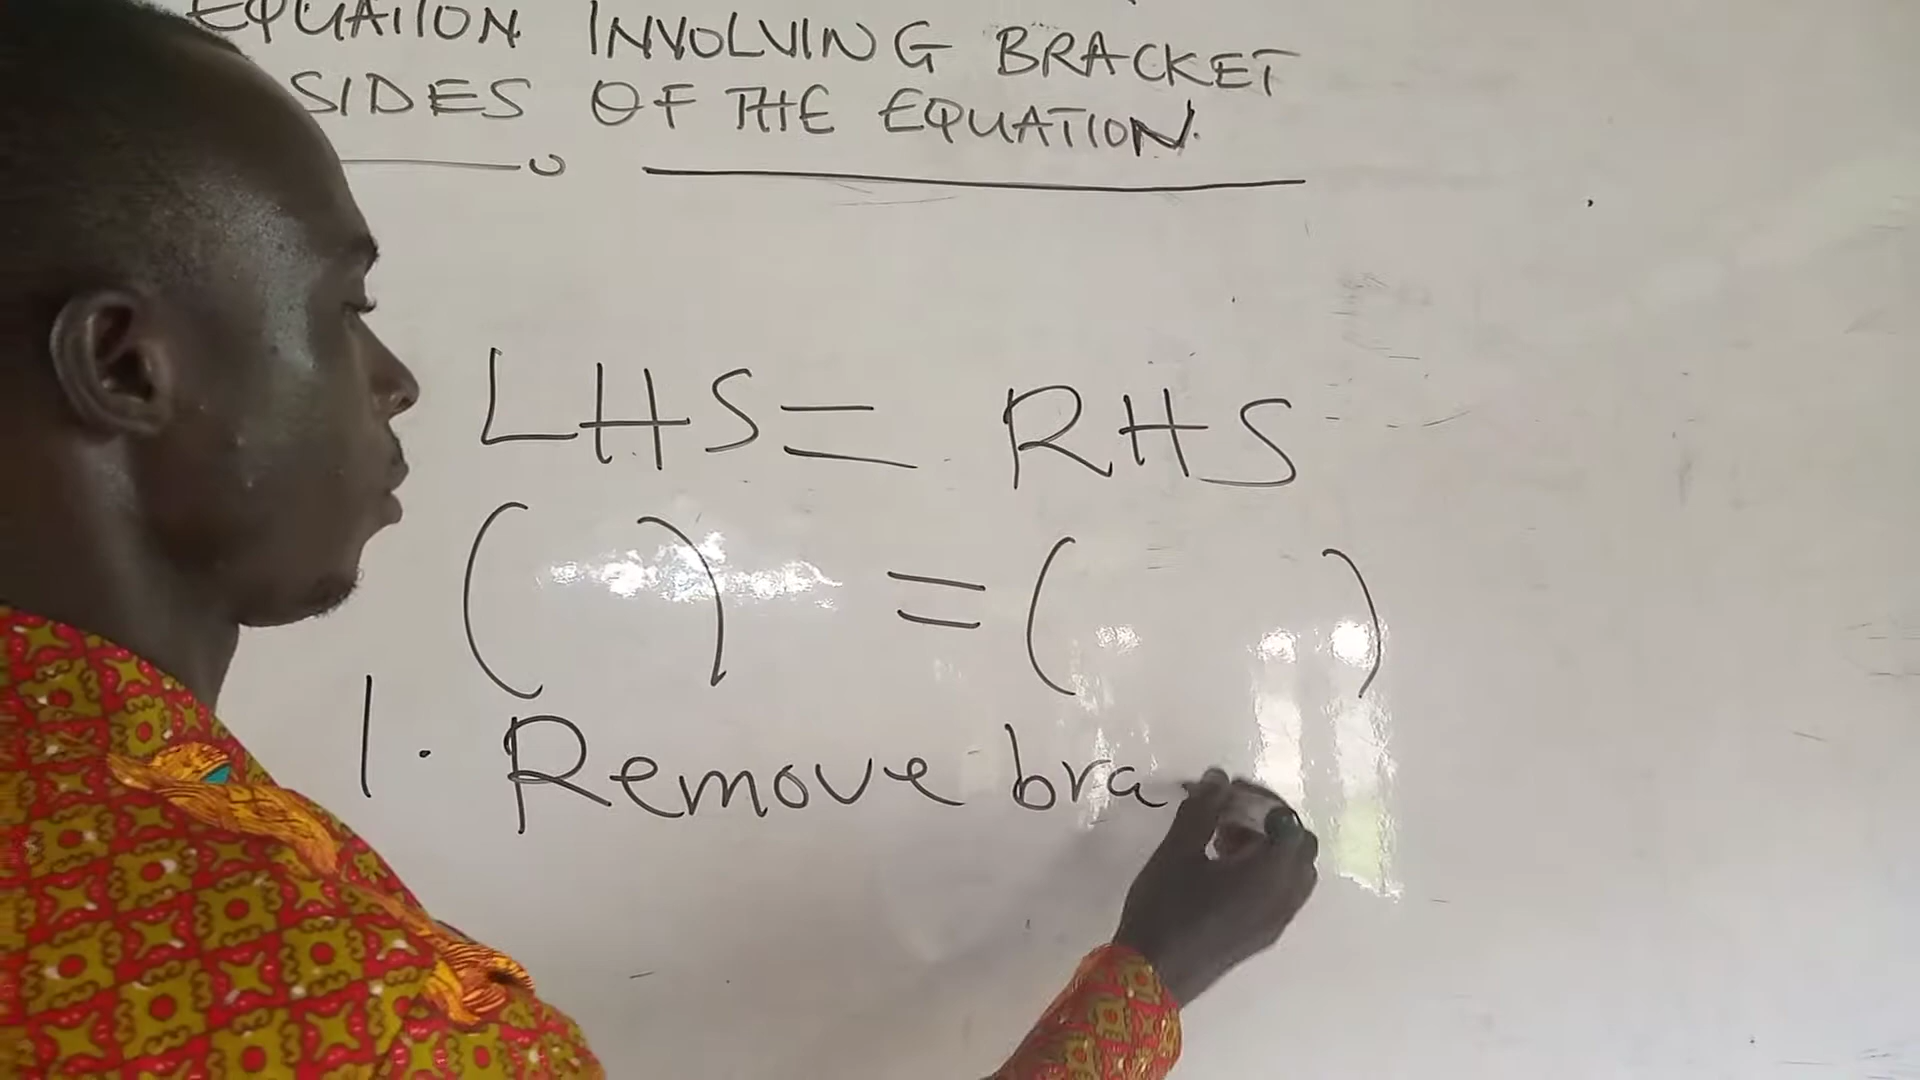 EQUATION INVOLVING BRACKET
SIDES OF THE EQUATION.
LHS = RHS
( ) = ( )
1. Remove bra